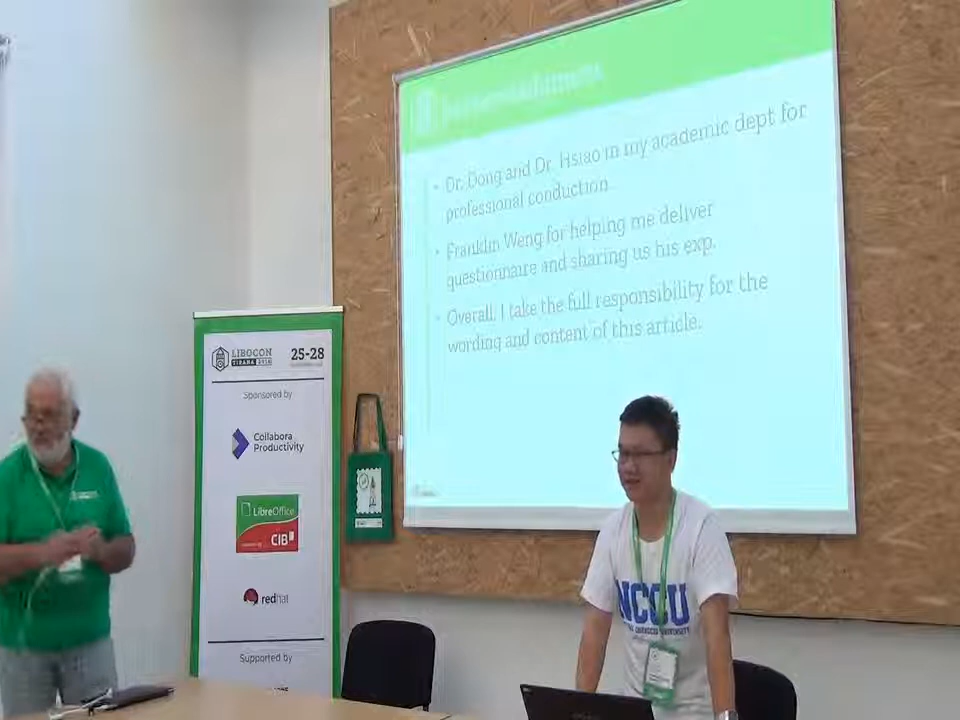 Dr. Dong and Dr. Hsiao in my academic dept for
professional conduction.
Franklin Weng for helping me deliver
questionnaire and sharing us his exp.
Overall: I take the full responsibility for the
wording and content of this article.
LIBOCON
TIRANA 2018
25-28
Sponsored by
Collabora
Productivity
LibreOffice
CIB
redhat
Supported by
NCCU